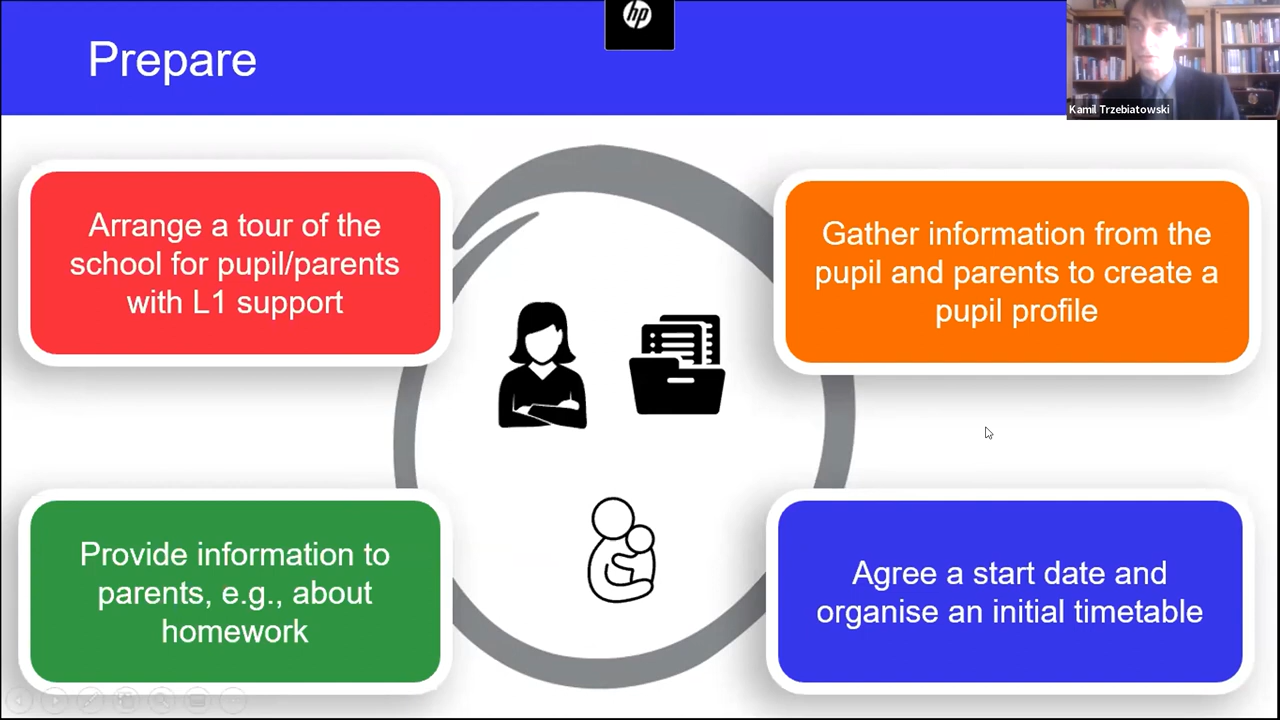 Prepare
hp
Kamil Trzebiatowski
Arrange a tour of the
school for pupil/parents
with L1 support
Gather information from the
pupil and parents to create a
pupil profile
Provide information to
parents, e.g., about
homework
Agree a start date and
organise an initial timetable